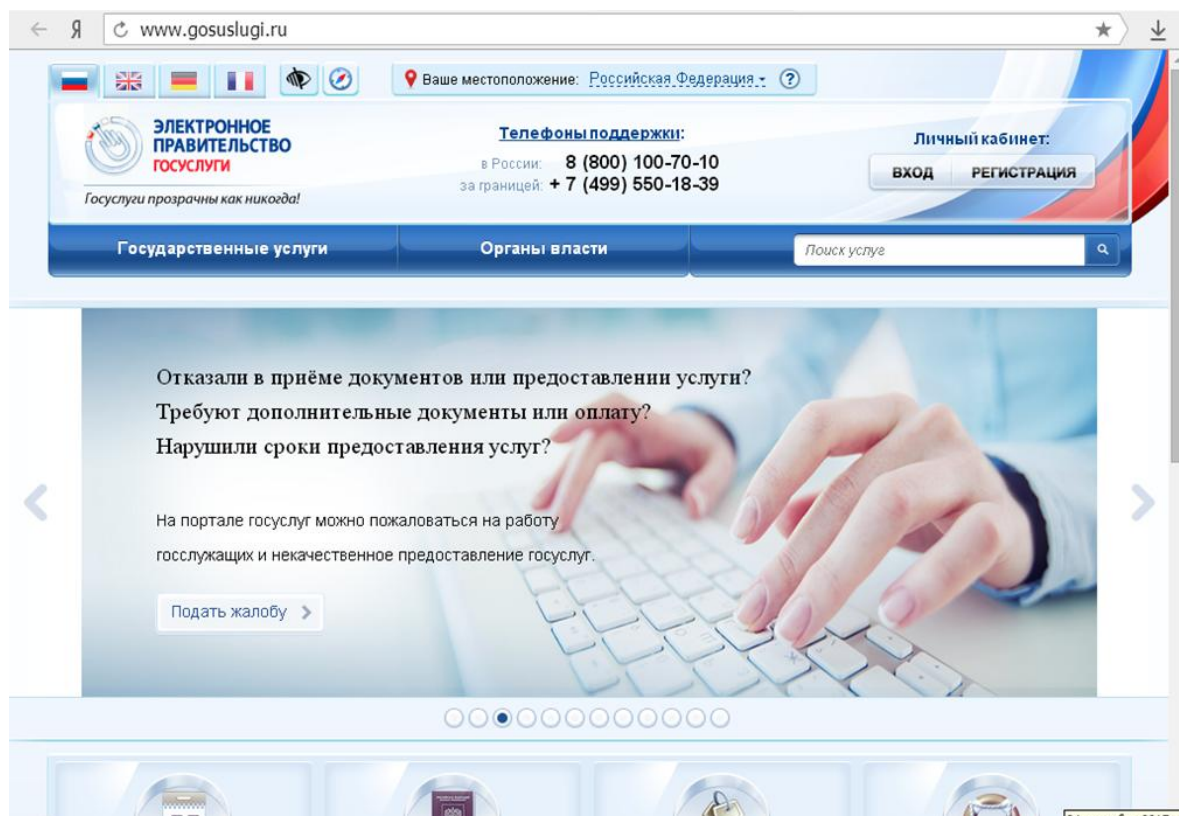 Я
www.gosuslugi.ru
Ваше местоположение: Российская Федерация
?
ЭЛЕКТРОННОЕ
ПРАВИТЕЛЬСТВО
ГОСУСЛУГИ
Госуслуги прозрачны как никогда!
Телефоны поддержки:
в России: 8 (800) 100-70-10
за границей: + 7 (499) 550-18-39
Личный кабинет:
ВХОД РЕГИСТРАЦИЯ
Государственные услуги
Органы власти
Поиск услуг
Отказали в приёме документов или предоставлении услуги?
Требуют дополнительные документы или оплату?
Нарушили сроки предоставления услуг?
На портале госуслуг можно пожаловаться на работу
госслужащих и некачественное предоставление госуслуг.
Подать жалобу